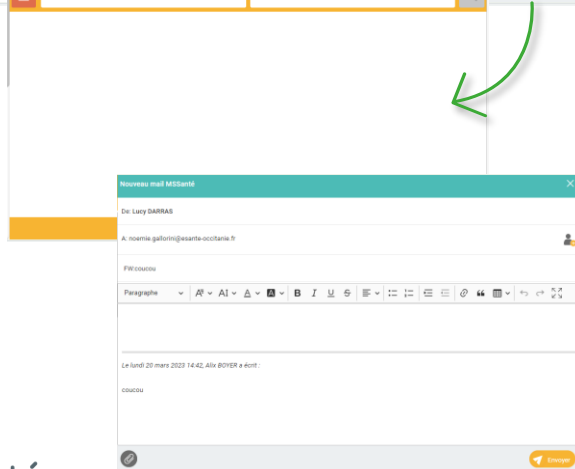 Nouveau mail MSSanté
De: Lucy DARRAS
A: noemie.gallorini@esante-occitanie.fr
FW:coucou
Paragraphe
Le lundi 20 mars 2023 14:42, Alix BOYER a écrit :
coucou
Envoyer